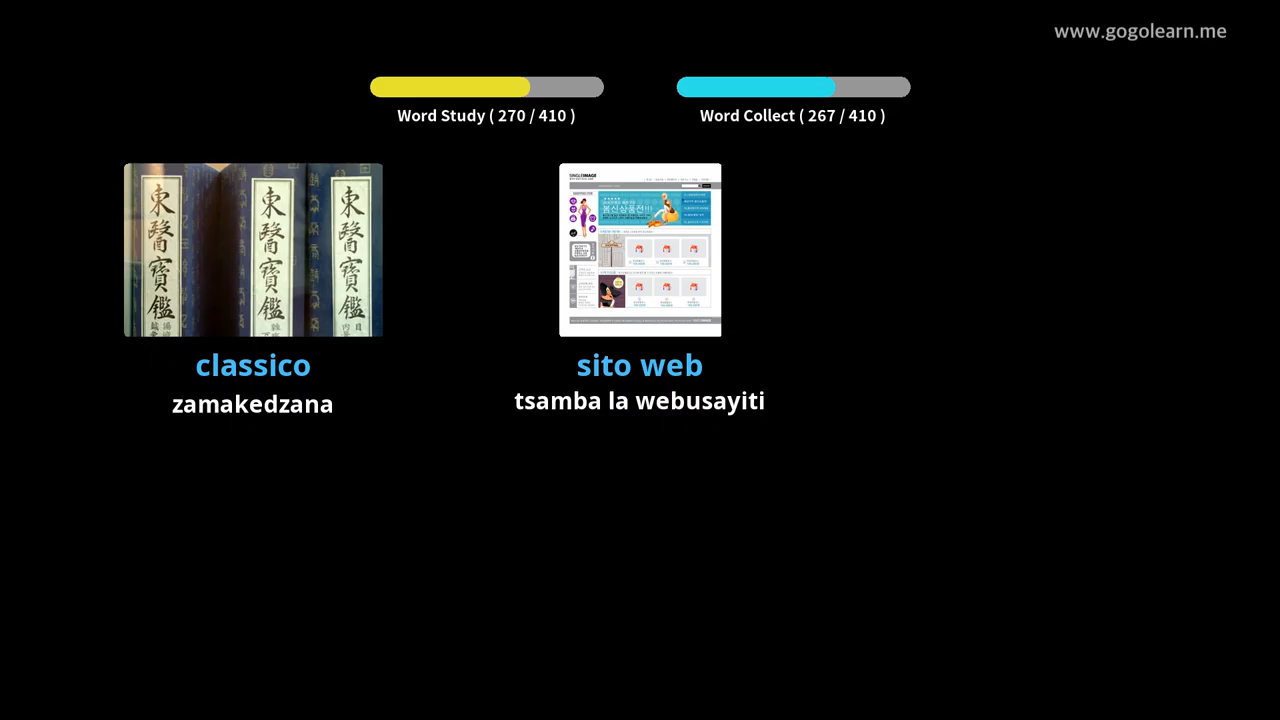 www.gogolearn.me
Word Study ( 270 / 410 )
Word Collect ( 267 / 410 )
東醫寶鑑
東醫寶鑑
東醫寶鑑
classico
sito web
zamakedzana
tsamba la webusayiti